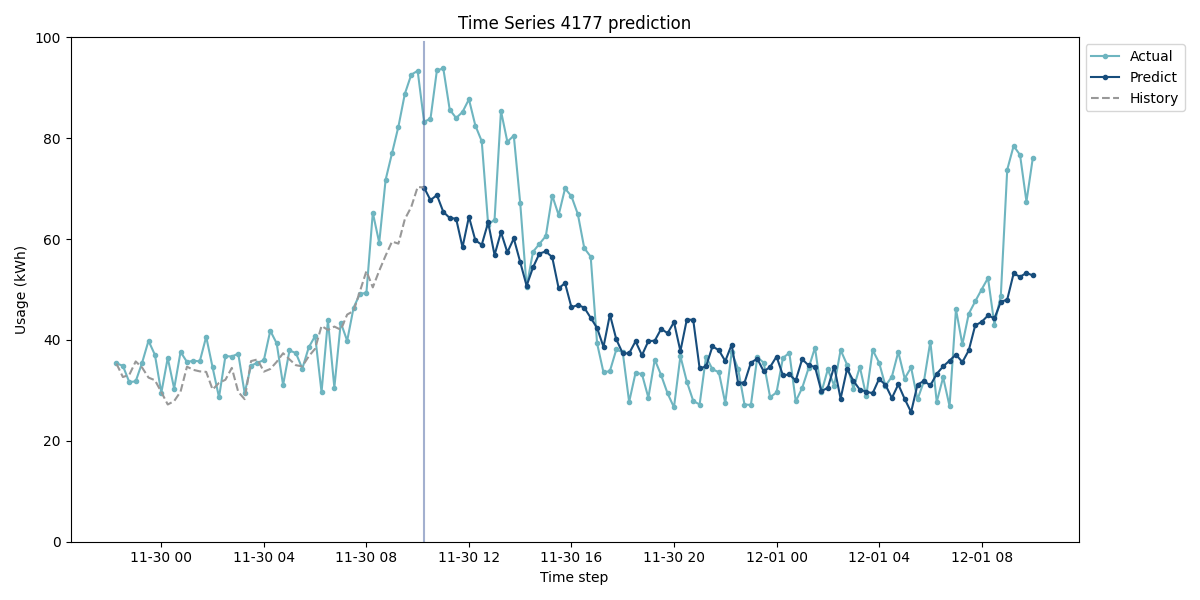 Time Series 4177 prediction
100
80
60
40
20
0
Usage (kWh)
11-30 00
11-30 04
11-30 08
11-30 12
11-30 16
11-30 20
12-01 00
12-01 04
12-01 08
Time step
Actual
Predict
History